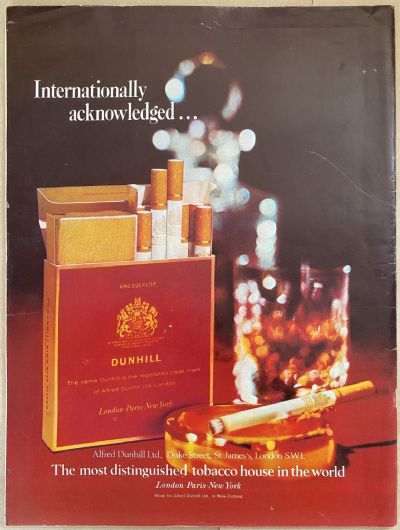 Internationally
acknowledged...
KING SIZE FILTER
DUNHILL
The name Dunhill is the registered trade mark
of Alfred Dunhill Ltd. London
London·Paris·New York
Alfred Dunhill Ltd., Duke Street, St. James's, London S.W.1.
The most distinguished tobacco house in the world
London·Paris·New York
Made for Alfred Dunhill Ltd., in New Zealand